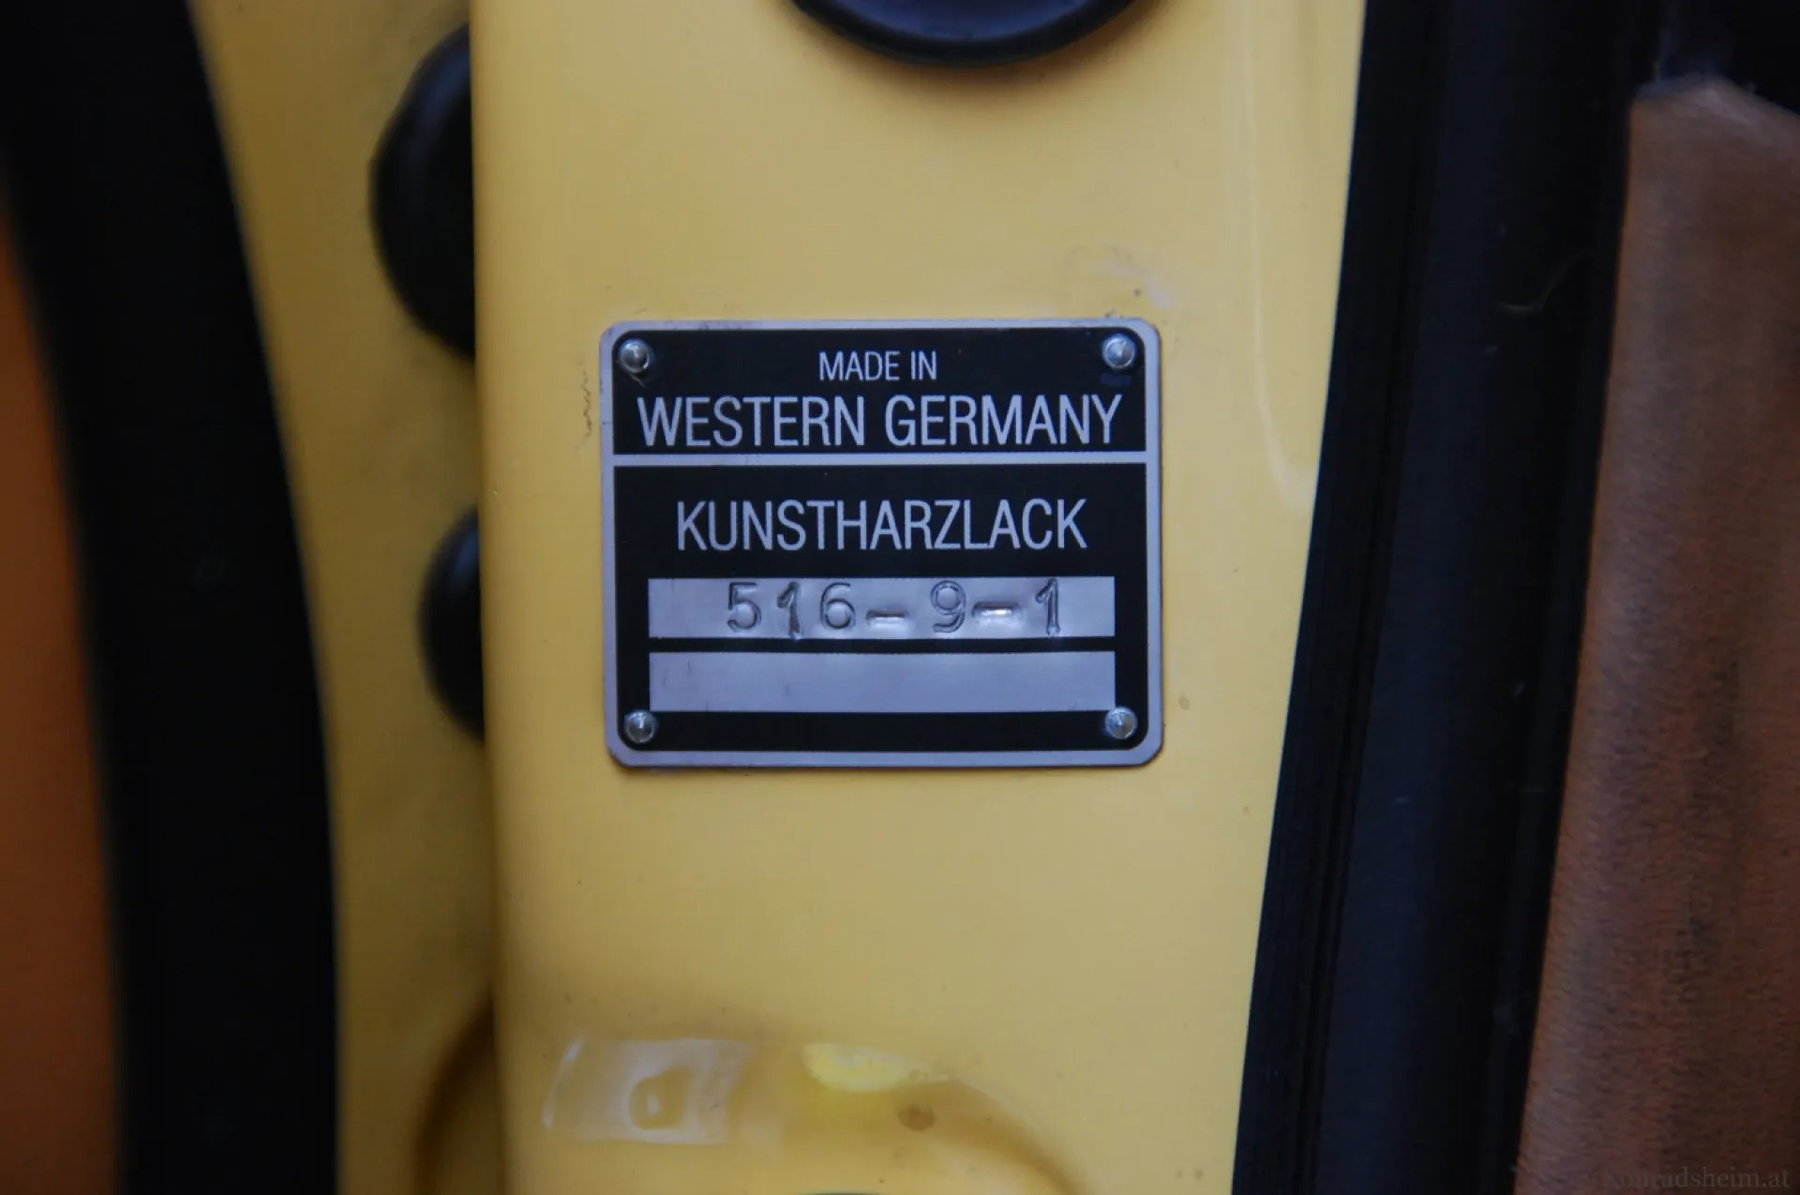 MADE IN
WESTERN GERMANY
KUNSTHARZLACK
516-9-1